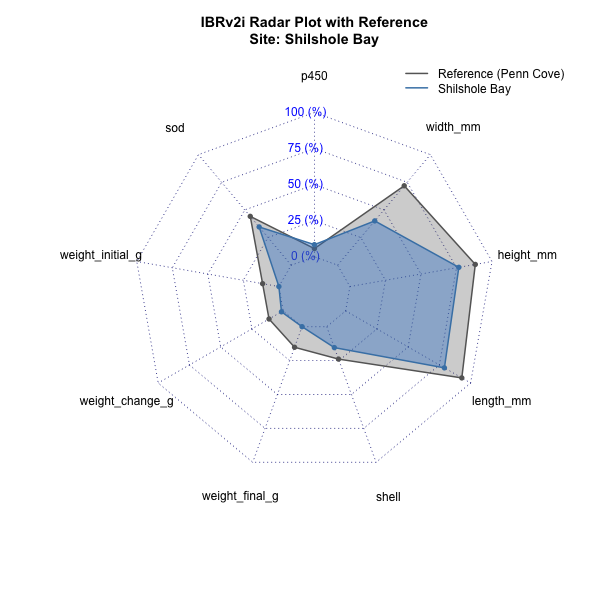 IBRv2i Radar Plot with Reference
Site: Shilshole Bay
Reference (Penn Cove)
Shilshole Bay
p450
sod
width_mm
100 (%)
75 (%)
50 (%)
25 (%)
0 (%)
weight_initial_g
height_mm
weight_change_g
length_mm
weight_final_g
shell